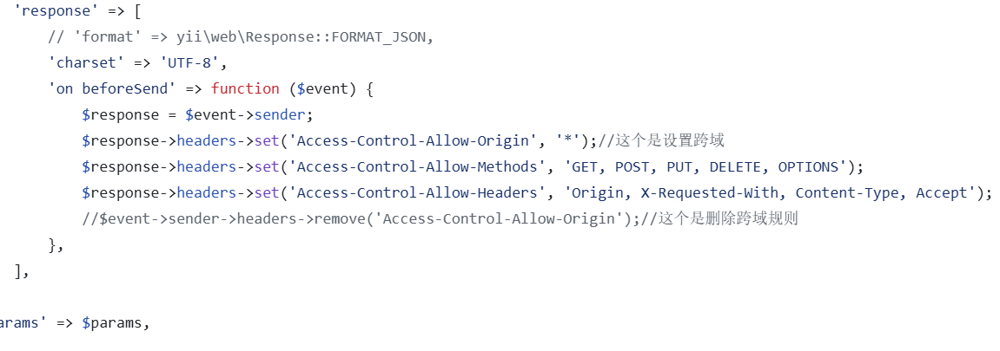 'response' => [
// 'format' => yii\web\Response::FORMAT_JSON,
'charset' => 'UTF-8',
'on beforeSend' => function ($event) {
$response = $event->sender;
$response->headers->set('Access-Control-Allow-Origin', '*');//这个是设置跨域
$response->headers->set('Access-Control-Allow-Methods', 'GET, POST, PUT, DELETE, OPTIONS');
$response->headers->set('Access-Control-Allow-Headers', 'Origin, X-Requested-With, Content-Type, Accept');
//$event->sender->headers->remove('Access-Control-Allow-Origin');//这个是删除跨域规则
},
],
arams' => $params,